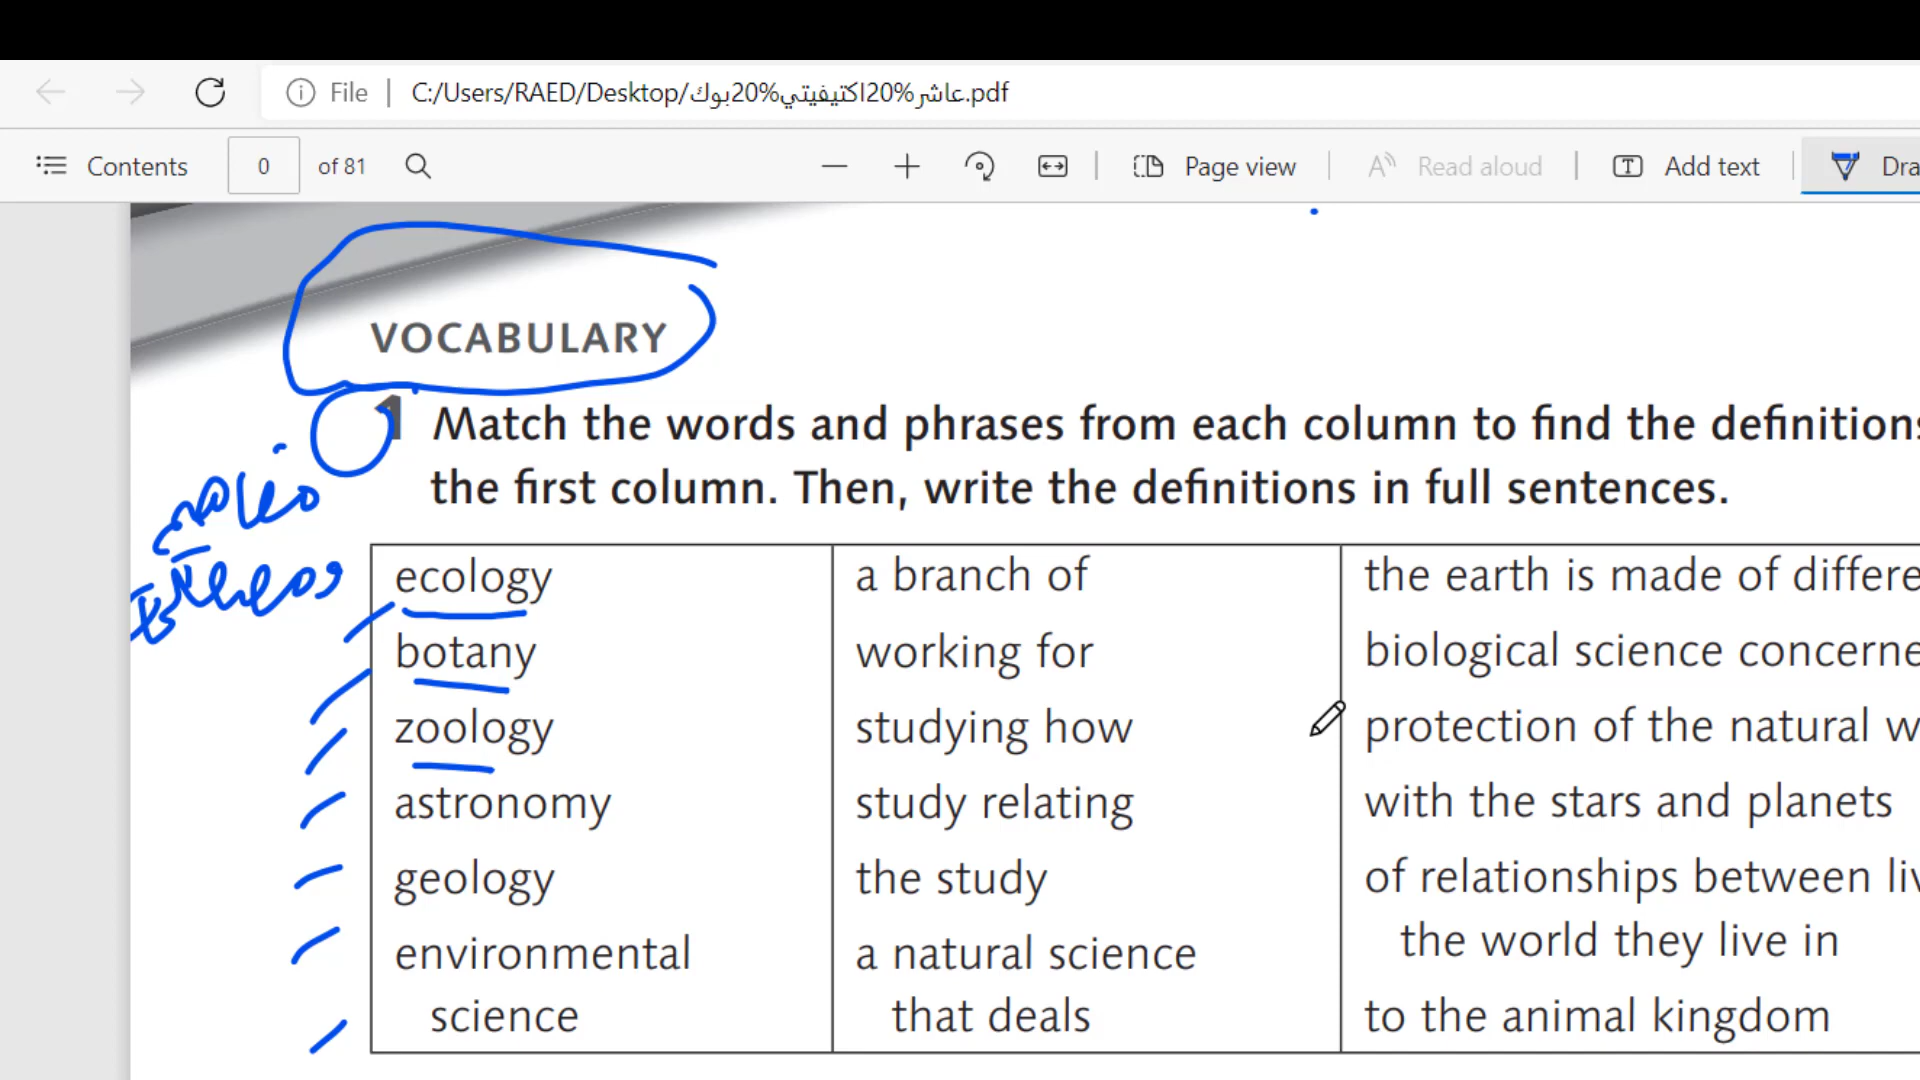 File C:/Users/RAED/Desktop/عاشر%20اكتيفيتي%20بوك.pdf
Contents 0 of 81 Page view Read aloud Add text
VOCABULARY
1 Match the words and phrases from each column to find the
the first column. Then, write the definitions in full sentences.
ecology a branch of the earth is made of
botany working for biological science
zoology studying how protection of the natural
astronomy study relating with the stars and planets
geology the study of relationships between
the world they live in
environmental a natural science
science that deals to the animal kingdom